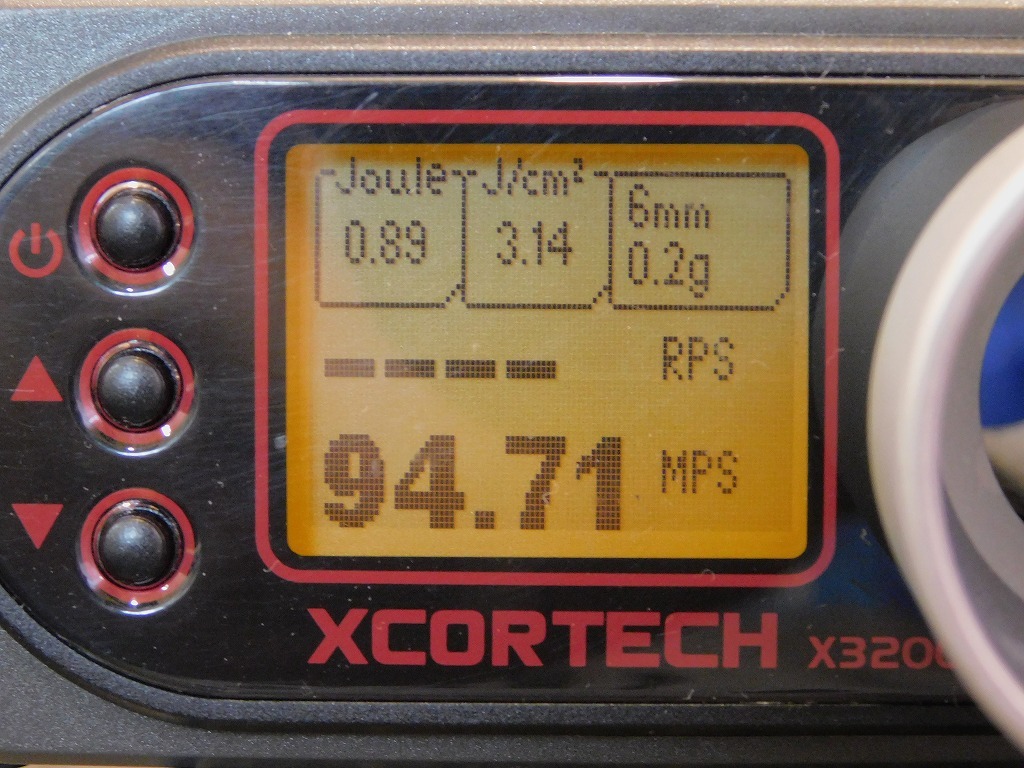 Joule J/cm² 6mm
0.89 3.14 0.2g
---- RPS
94.71 MPS
XCORTECH